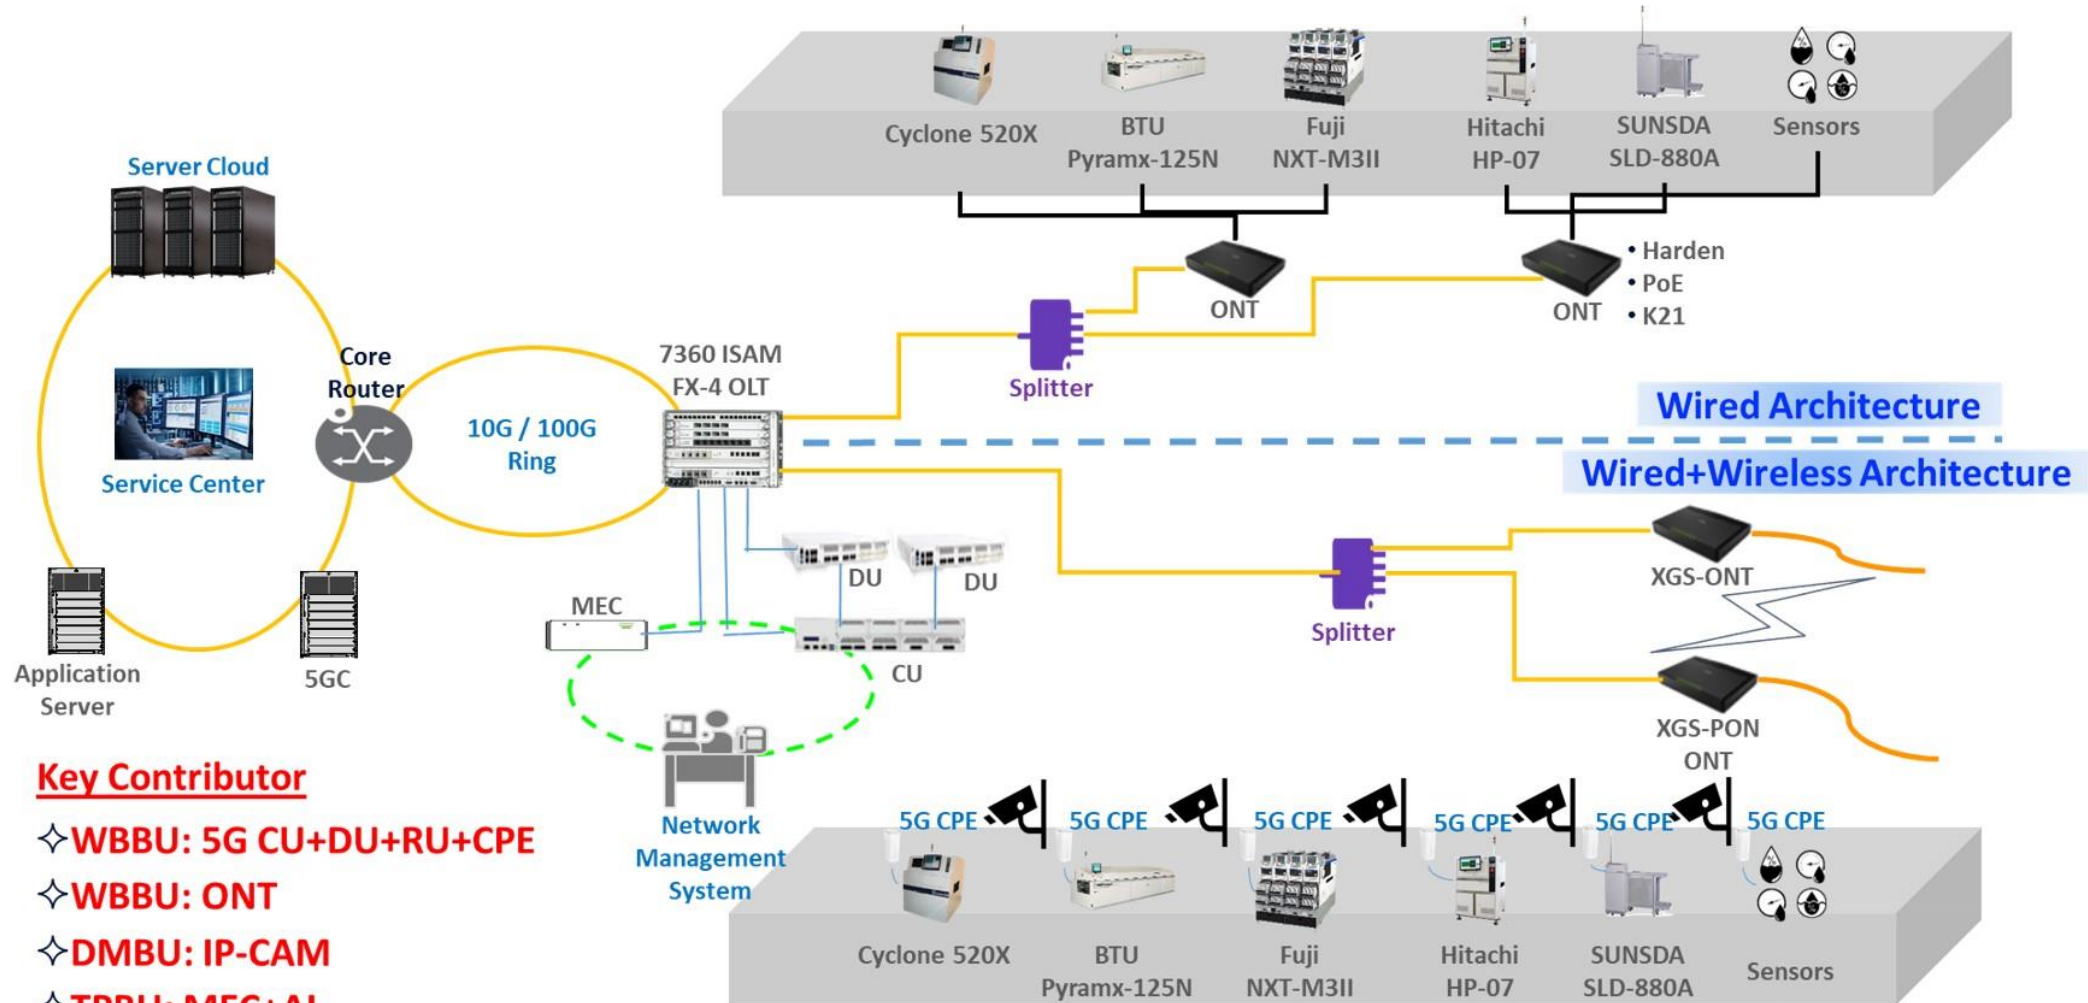 Cyclone 520X
BTU
Pyramx-125N
Fuji
NXT-M3II
Hitachi
HP-07
SUNSDA
SLD-880A
Sensors
Server Cloud
Service Center
Core
Router
10G / 100G
Ring
7360 ISAM
FX-4 OLT
Splitter
ONT
ONT
• Harden
• PoE
• K21
Wired Architecture
Wired+Wireless Architecture
Application
Server
5GC
MEC
DU
DU
CU
Network
Management
System
Splitter
XGS-ONT
XGS-PON
ONT
Key Contributor
✧WBBU: 5G CU+DU+RU+CPE
✧WBBU: ONT
✧DMBU: IP-CAM
5G CPE
5G CPE
5G CPE
5G CPE
5G CPE
5G CPE
Cyclone 520X
BTU
Pyramx-125N
Fuji
NXT-M3II
Hitachi
HP-07
SUNSDA
SLD-880A
Sensors